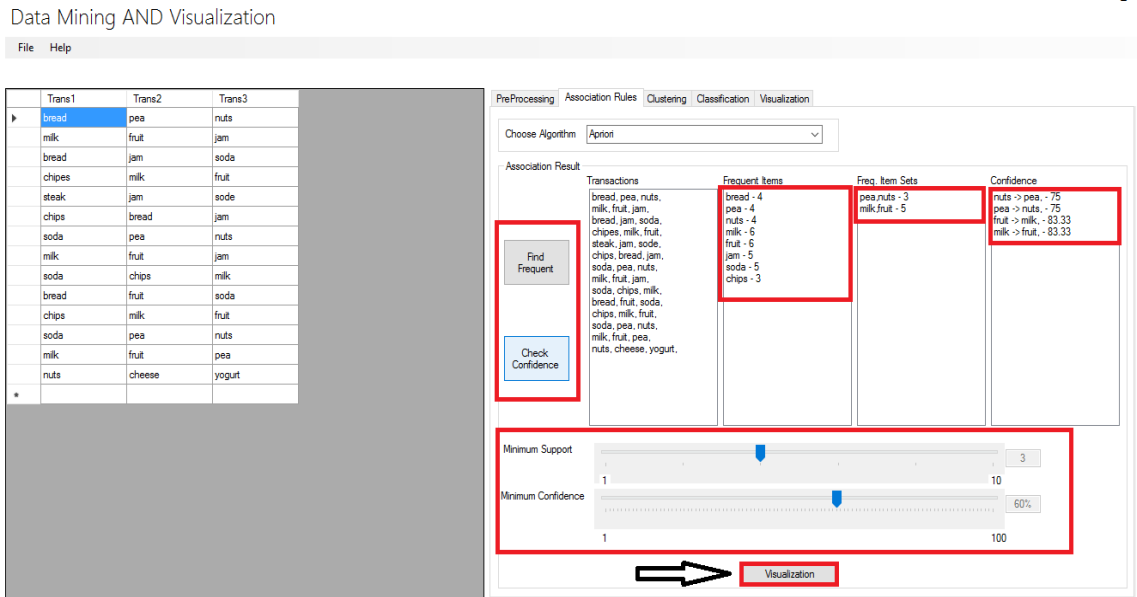 Data Mining AND Visualization
File Help
Trans1 Trans2 Trans3
bread pea nuts
milk fruit jam
bread jam soda
chipes milk fruit
steak jam sode
chips bread jam
soda pea nuts
milk fruit jam
soda chips milk
bread fruit soda
chips milk fruit
soda pea nuts
milk fruit pea
nuts cheese yogurt
*
PreProcessing Association Rules Clustering Classification Visualization
Choose Algorithm Apriori
Association Result
Find
Frequent
Check
Confidence
Transactions
bread, pea, nuts,
milk, fruit, jam,
bread, jam, soda,
chipes, milk, fruit,
steak, jam, sode,
chips, bread, jam,
soda, pea, nuts,
milk, fruit, jam,
soda, chips, milk,
bread, fruit, soda,
chips, milk, fruit,
soda, pea, nuts,
milk, fruit, pea,
nuts, cheese, yogurt,
Frequent Items
bread - 4
pea - 4
nuts - 4
milk - 6
fruit - 6
jam - 5
soda - 5
chips - 3
Freq. Item Sets
pea,nuts - 3
milk,fruit - 5
Confidence
nuts -> pea, - 75
pea -> nuts, - 75
fruit -> milk, - 83.33
milk -> fruit, - 83.33
Minimum Support 3
1 10
Minimum Confidence 60%
1 100
Visualization